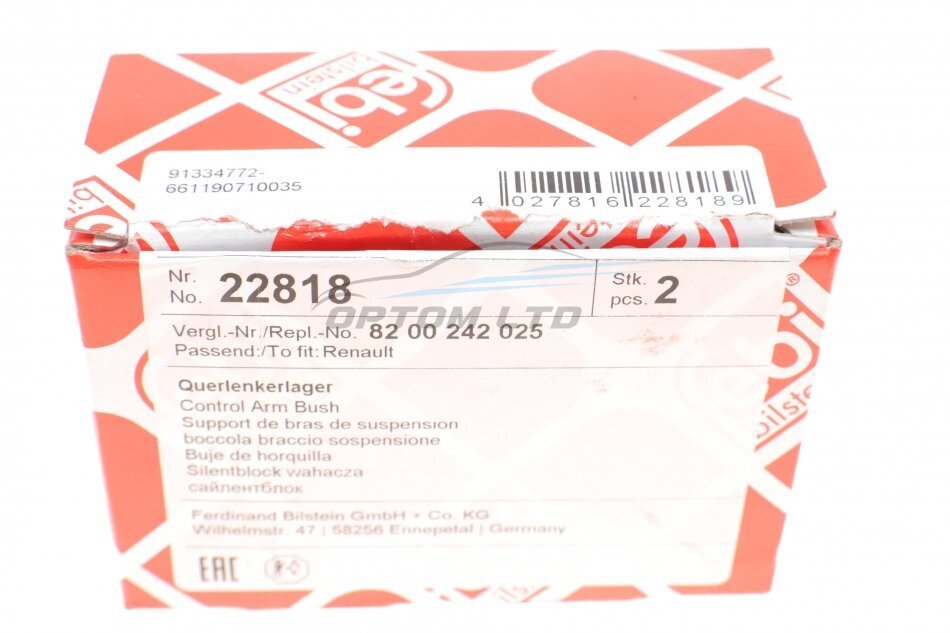 febi
bilstein
91334772-
661190710035
4 027816 228189
Nr.
No. 22818
Stk.
pcs. 2
OPTOM LTD
Vergl.-Nr./Repl.-No. 82 00 242 025
Passend:/To fit: Renault
Querlenkerlager
Control Arm Bush
Support de bras de suspension
boccola braccio sospensione
Buje de horquilla
Silentblock wahacza
сайлентблок
Ferdinand Bilstein GmbH + Co. KG
Wilhelmstr. 47 | 58256 Ennepetal | Germany
EAC